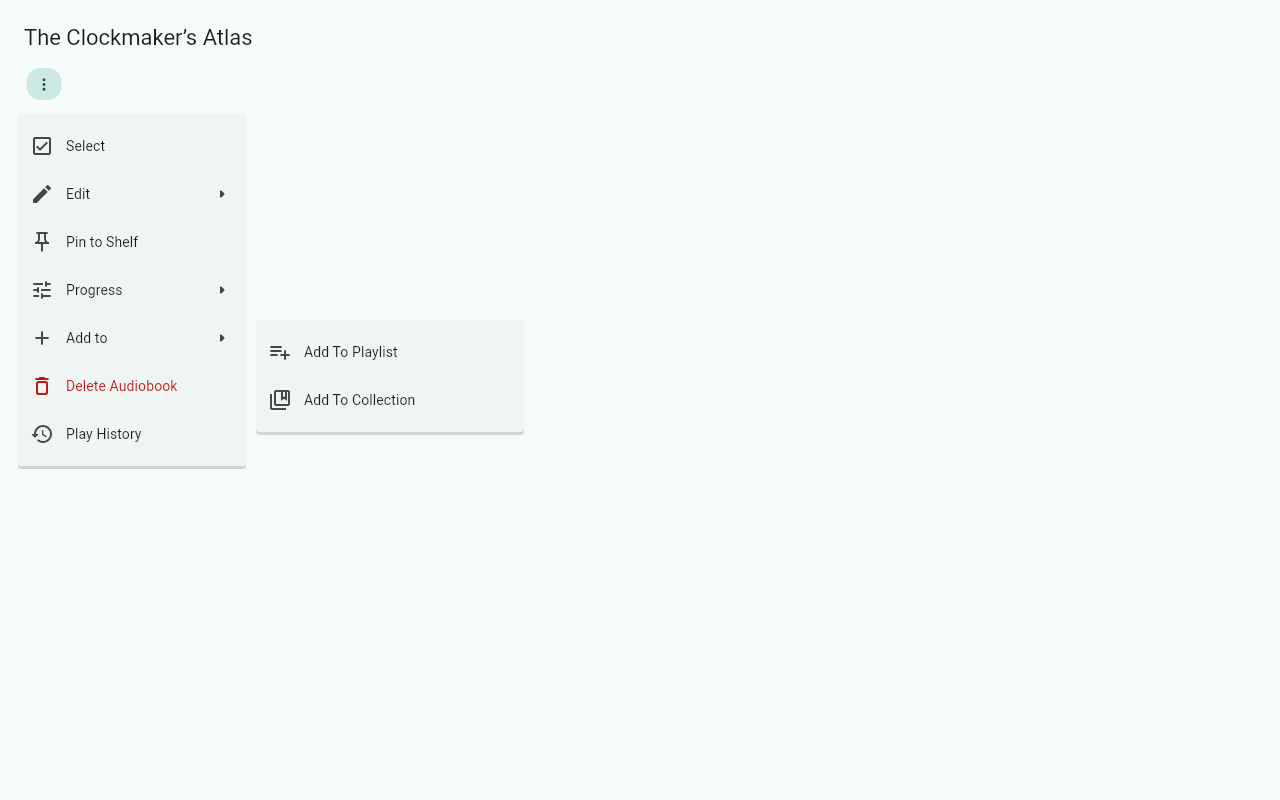 The Clockmaker’s Atlas
Select
Edit
Pin to Shelf
Progress
Add to
Delete Audiobook
Play History
Add To Playlist
Add To Collection